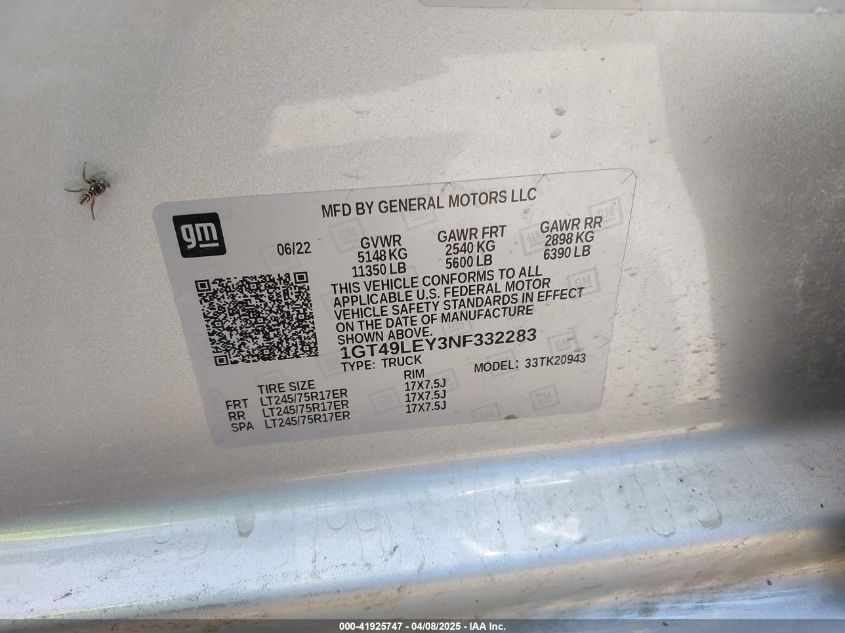 gm
MFD BY GENERAL MOTORS LLC
06/22
GVWR
5148 KG
11350 LB
GAWR FRT
2540 KG
5600 LB
GAWR RR
2898 KG
6390 LB
THIS VEHICLE CONFORMS TO ALL
APPLICABLE U.S. FEDERAL MOTOR
VEHICLE SAFETY STANDARDS IN EFFECT
ON THE DATE OF MANUFACTURE
SHOWN ABOVE.
1GT49LEY3NF332283
TYPE: TRUCK MODEL: 33TK20943
TIRE SIZE RIM
FRT LT245/75R17ER 17X7.5J
RR LT245/75R17ER 17X7.5J
SPA LT245/75R17ER 17X7.5J
000-41925747 - 04/08/2025 - IAA Inc.